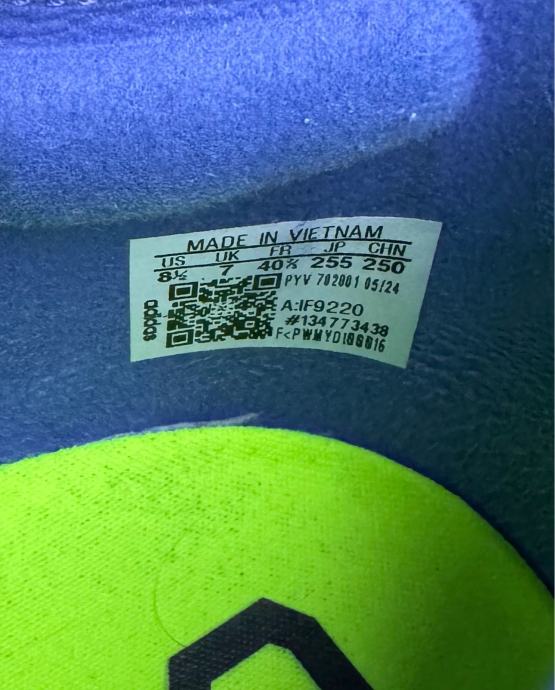 MADE IN VIETNAM
US UK FR JP CHN
8½ 7 40⅔ 255 250
PYV 702001 05/24
adidas
A:IF9220
#134773438